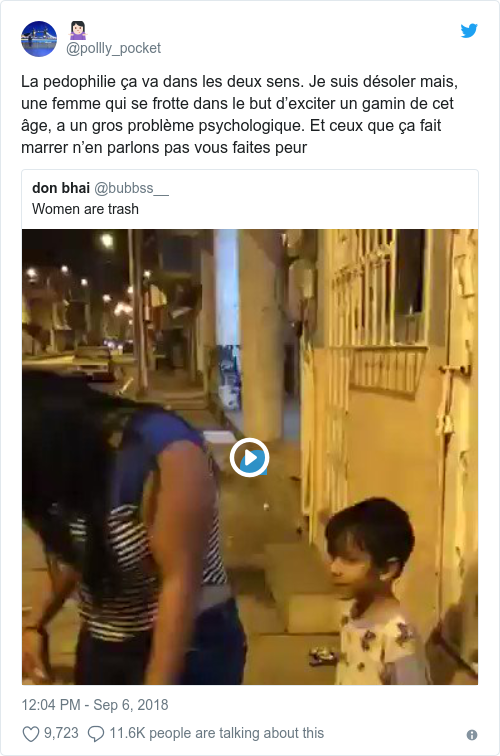 @pollly_pocket
La pedophilie ça va dans les deux sens. Je suis désoler mais,
une femme qui se frotte dans le but d’exciter un gamin de cet
âge, a un gros problème psychologique. Et ceux que ça fait
marrer n’en parlons pas vous faites peur
don bhai @bubbss__
Women are trash
12:04 PM - Sep 6, 2018
9,723 11.6K people are talking about this